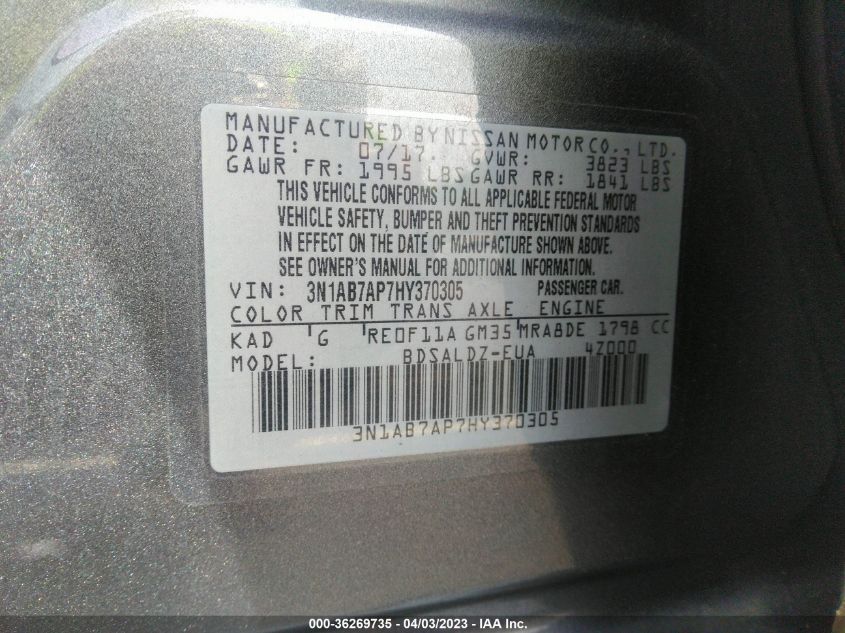 MANUFACTURED BY NISSAN MOTOR CO., LTD.
DATE: 07/17 GVWR: 3823 LBS
GAWR FR: 1995 LBS GAWR RR: 1841 LBS
THIS VEHICLE CONFORMS TO ALL APPLICABLE FEDERAL MOTOR
VEHICLE SAFETY, BUMPER AND THEFT PREVENTION STANDARDS
IN EFFECT ON THE DATE OF MANUFACTURE SHOWN ABOVE.
SEE OWNER'S MANUAL FOR ADDITIONAL INFORMATION.
VIN: 3N1AB7AP7HY370305 PASSENGER CAR.
COLOR TRIM TRANS AXLE ENGINE
KAD G RE0F11A GM35 MRA8DE 1798 CC
MODEL: BDSALDZ-EUA 4Z000
3N1AB7AP7HY370305
000-36269735 - 04/03/2023 - IAA Inc.